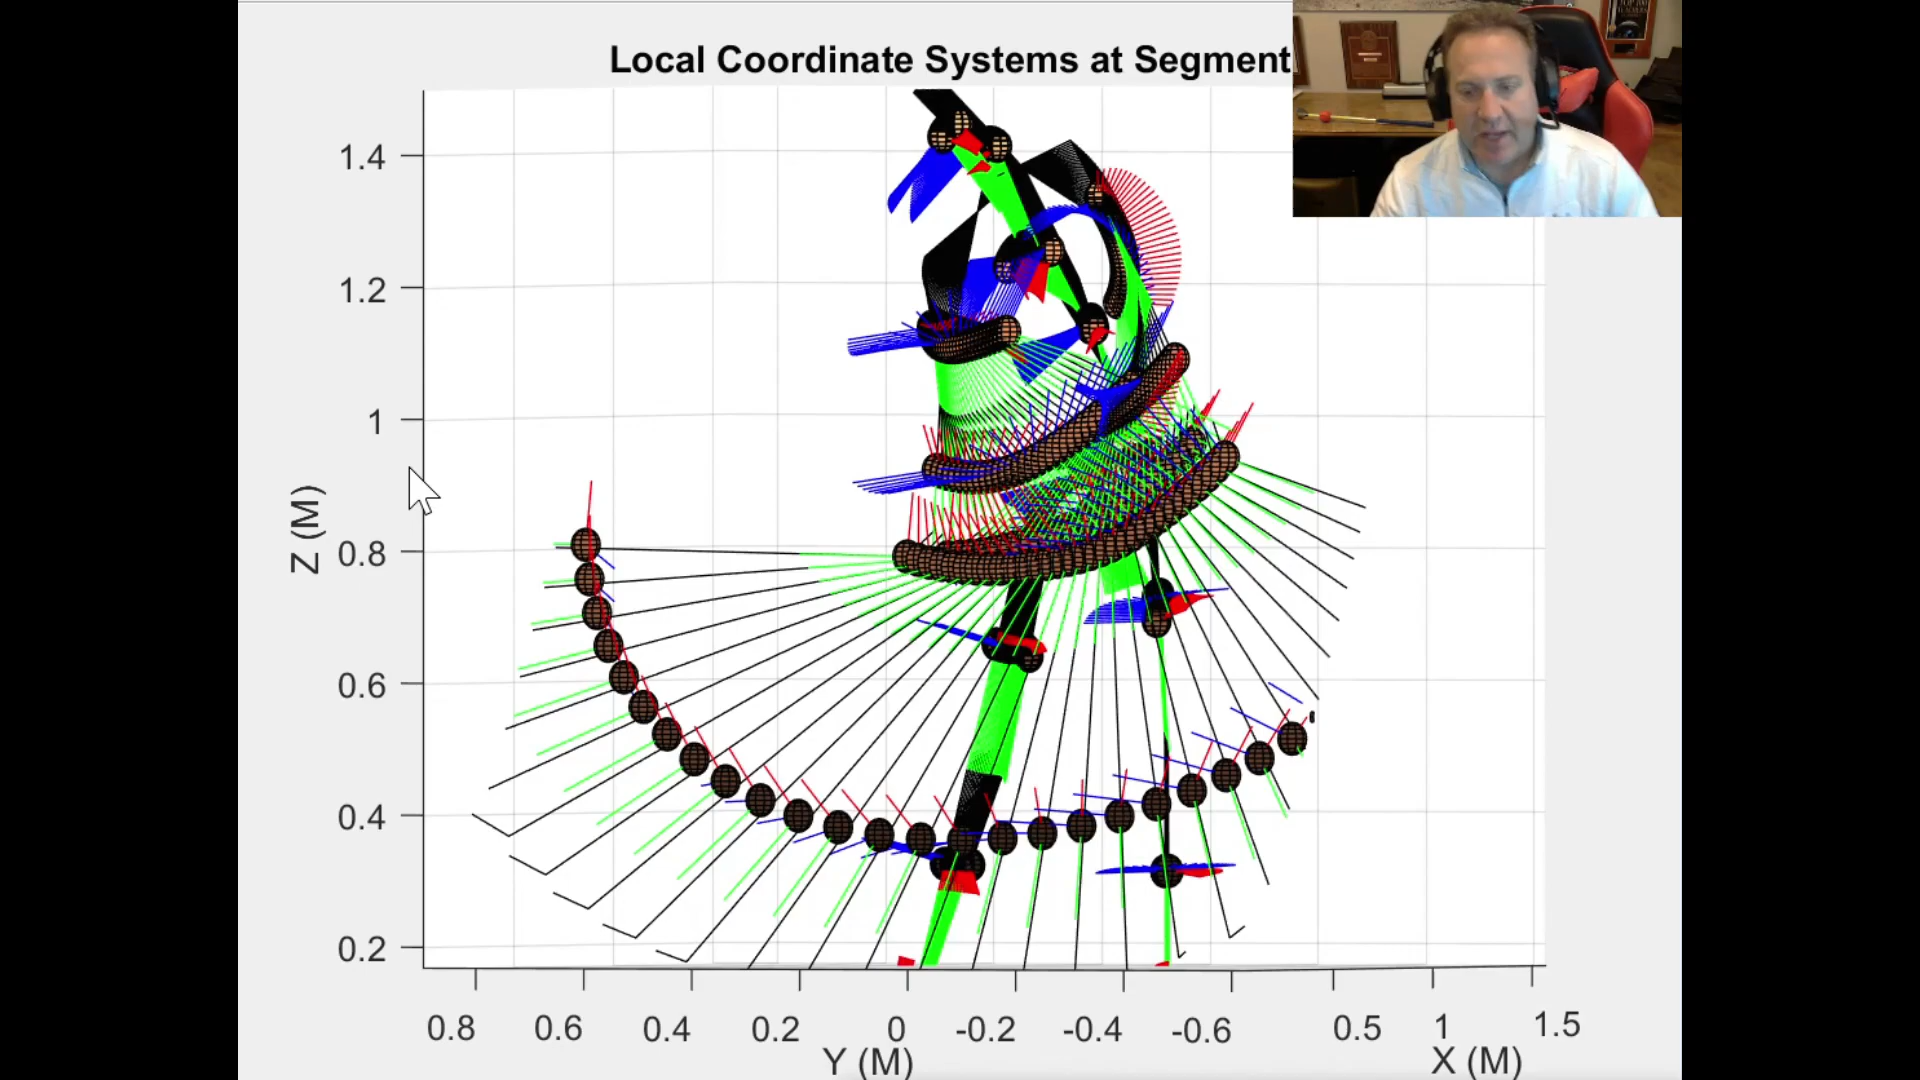 Local Coordinate Systems at Segment
TOP 100
1.4
1.2
1
0.8
0.6
0.4
0.2
Z (M)
0.8 0.6 0.4 0.2 0 -0.2 -0.4 -0.6 0.5 1 1.5
Y (M) X (M)